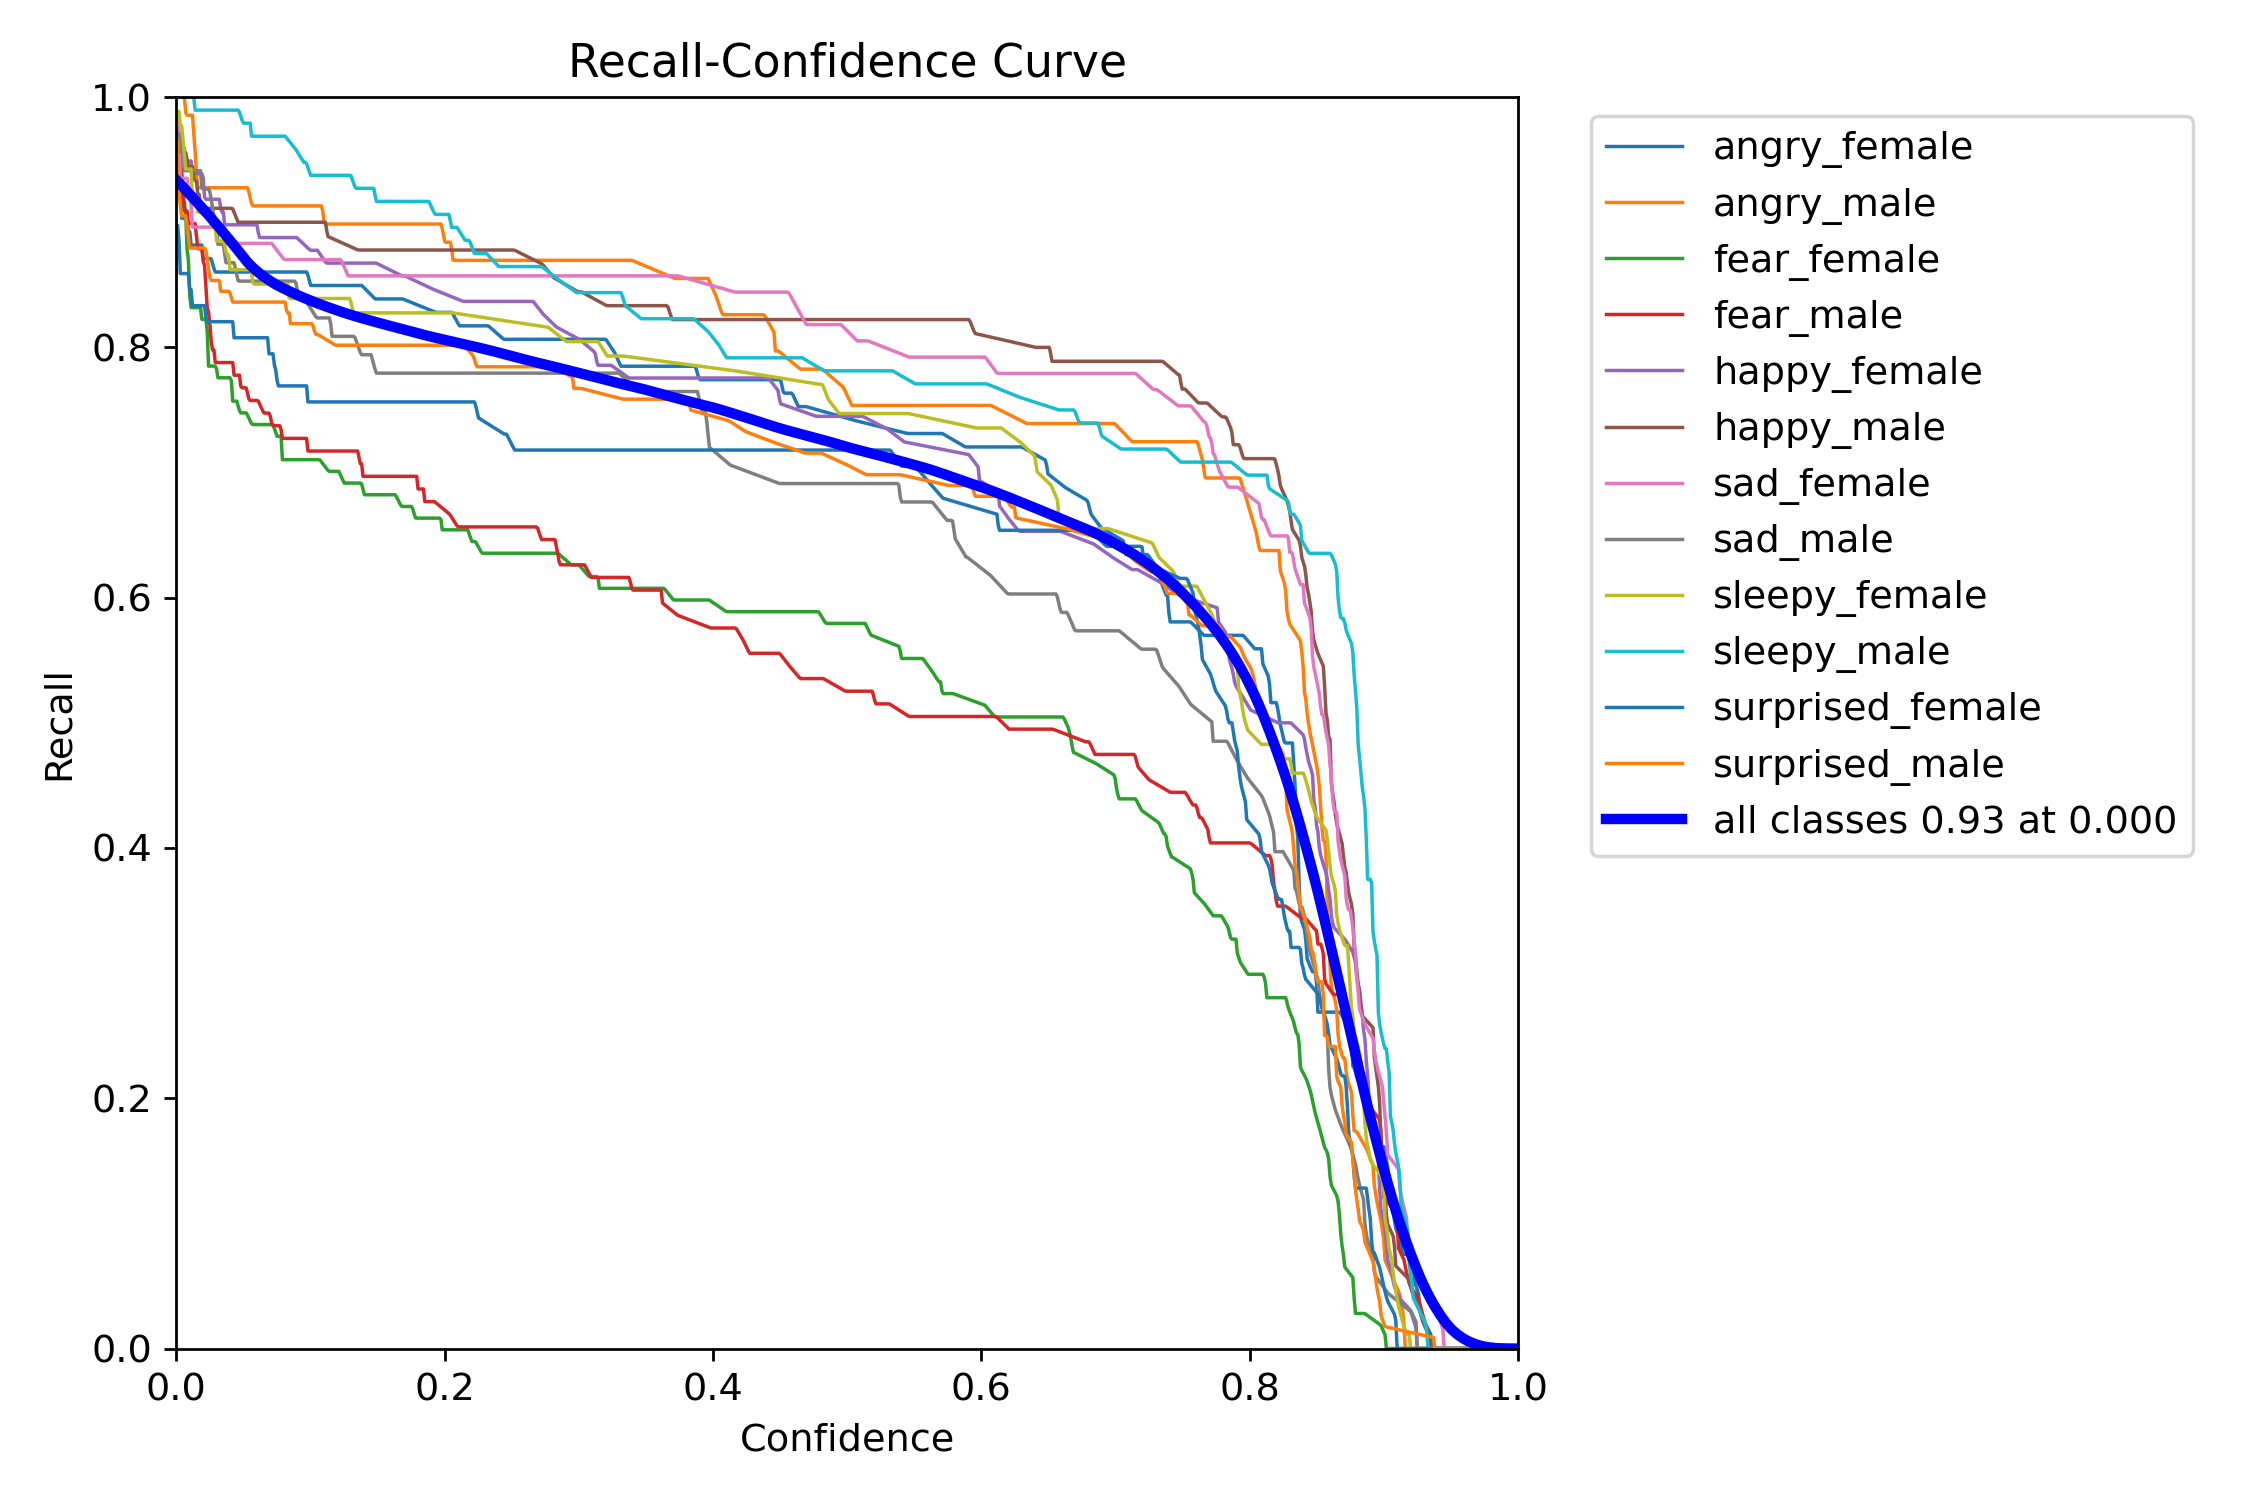 Recall-Confidence Curve
1.0
0.8
0.6
0.4
0.2
0.0
Recall
0.0 0.2 0.4 0.6 0.8 1.0
Confidence
angry_female
angry_male
fear_female
fear_male
happy_female
happy_male
sad_female
sad_male
sleepy_female
sleepy_male
surprised_female
surprised_male
all classes 0.93 at 0.000